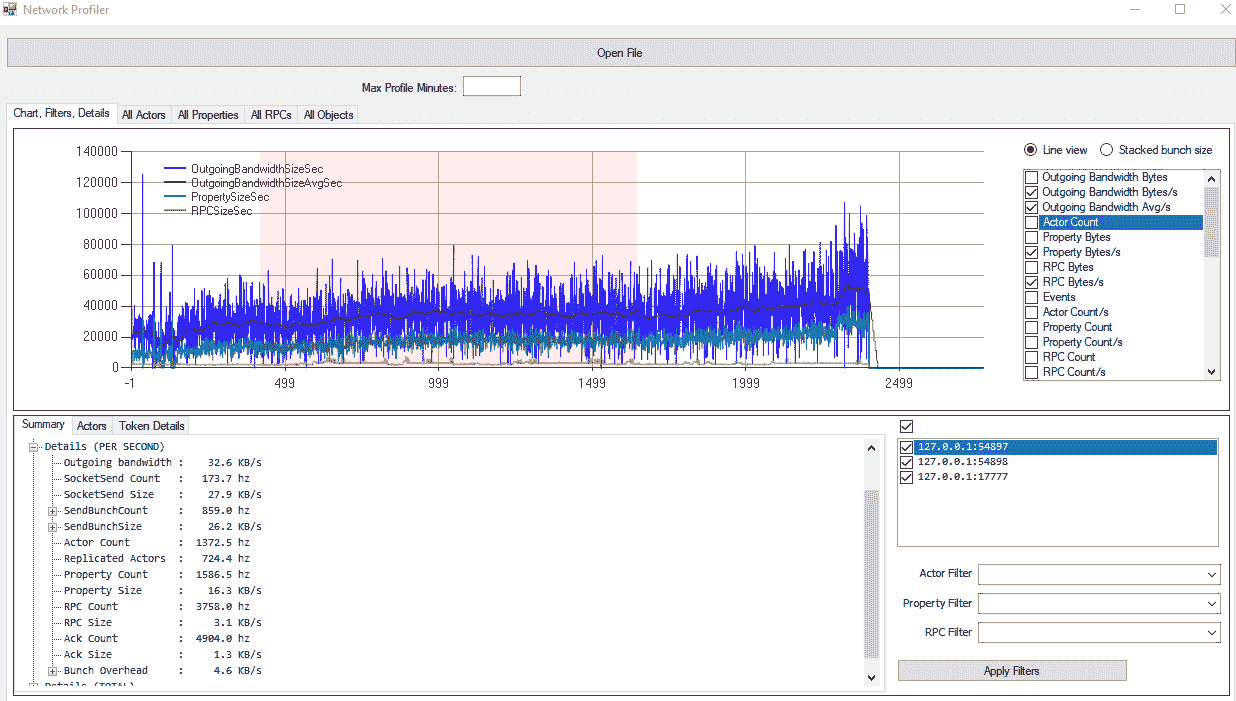 Network Profiler
Open File
Max Profile Minutes:
Chart, Filters, Details All Actors All Properties All RPCs All Objects
140000
120000
100000
80000
60000
40000
20000
0
-1 499 999 1499 1999 2499
OutgoingBandwidthSizeSec
OutgoingBandwidthSizeAvgSec
PropertySizeSec
RPCSizeSec
Line view Stacked bunch size
Outgoing Bandwidth Bytes
Outgoing Bandwidth Bytes/s
Outgoing Bandwidth Avg/s
Actor Count
Property Bytes
Property Bytes/s
RPC Bytes
RPC Bytes/s
Events
Actor Count/s
Property Count
Property Count/s
RPC Count
RPC Count/s
Summary Actors Token Details
Details (PER SECOND)
Outgoing bandwidth : 32.6 KB/s
SocketSend Count : 173.7 hz
SocketSend Size : 27.9 KB/s
SendBunchCount : 859.0 hz
SendBunchSize : 26.2 KB/s
Actor Count : 1372.5 hz
Replicated Actors : 724.4 hz
Property Count : 1586.5 hz
Property Size : 16.3 KB/s
RPC Count : 3758.0 hz
RPC Size : 3.1 KB/s
Ack Count : 4904.0 hz
Ack Size : 1.3 KB/s
Bunch Overhead : 4.6 KB/s
Details (TOTAL)
127.0.0.1:54897
127.0.0.1:54898
127.0.0.1:17777
Actor Filter
Property Filter
RPC Filter
Apply Filters